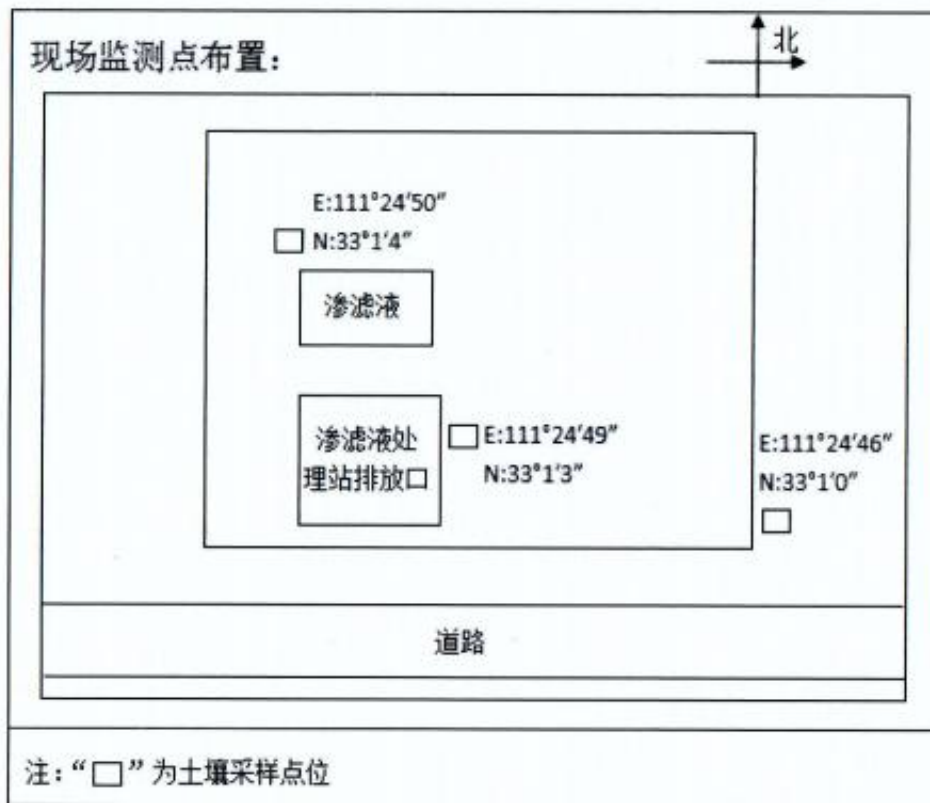 现场监测点布置：
北
E:111°24′50″
□ N:33°1′4″
渗滤液
渗滤液处
理站排放口
□ E:111°24′49″
N:33°1′3″
E:111°24′46″
N:33°1′0″
道路
注：“□”为土壤采样点位